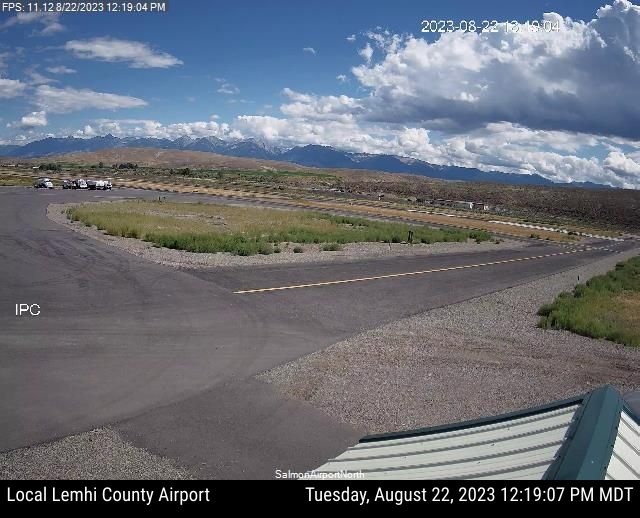 FPS: 11.12 8/22/2023 12:19:04 PM
2023-08-22 13:19:04
IPC
SalmonAirportNorth
Local Lemhi County Airport Tuesday, August 22, 2023 12:19:07 PM MDT